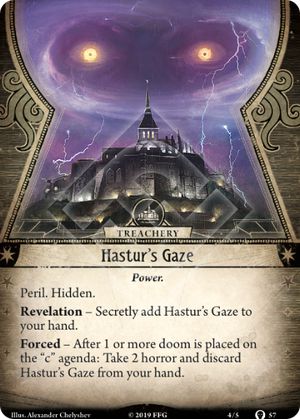 TREACHERY
Hastur's Gaze
Power.
Peril. Hidden.
Revelation – Secretly add Hastur's Gaze to
your hand.
Forced – After 1 or more doom is placed on
the "c" agenda: Take 2 horror and discard
Hastur's Gaze from your hand.
Illus. Alexander Chelyshev © 2019 FFG 4/5 57